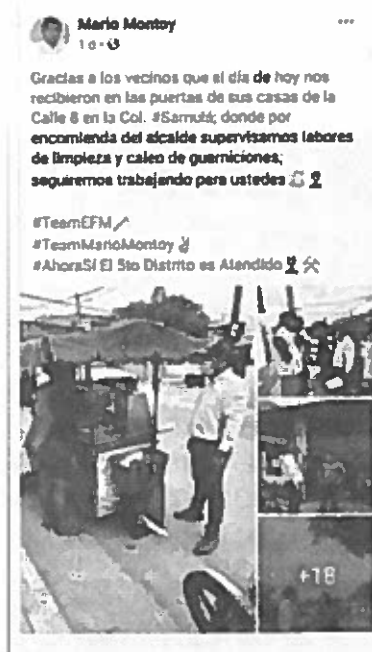 Mario Montoy
1 d
Gracias a los vecinos que el día de hoy nos
recibieron en las puertas de sus casas de la
Calle 8 en la Col. #Samulá; donde por
encomienda del alcalde supervisamos labores
de limpieza y caleo de guarniciones;
seguiremos trabajando para ustedes
#TeamEFM
#TeamMarioMontoy
#AhoraSí El 5to Distrito es Atendido
+18